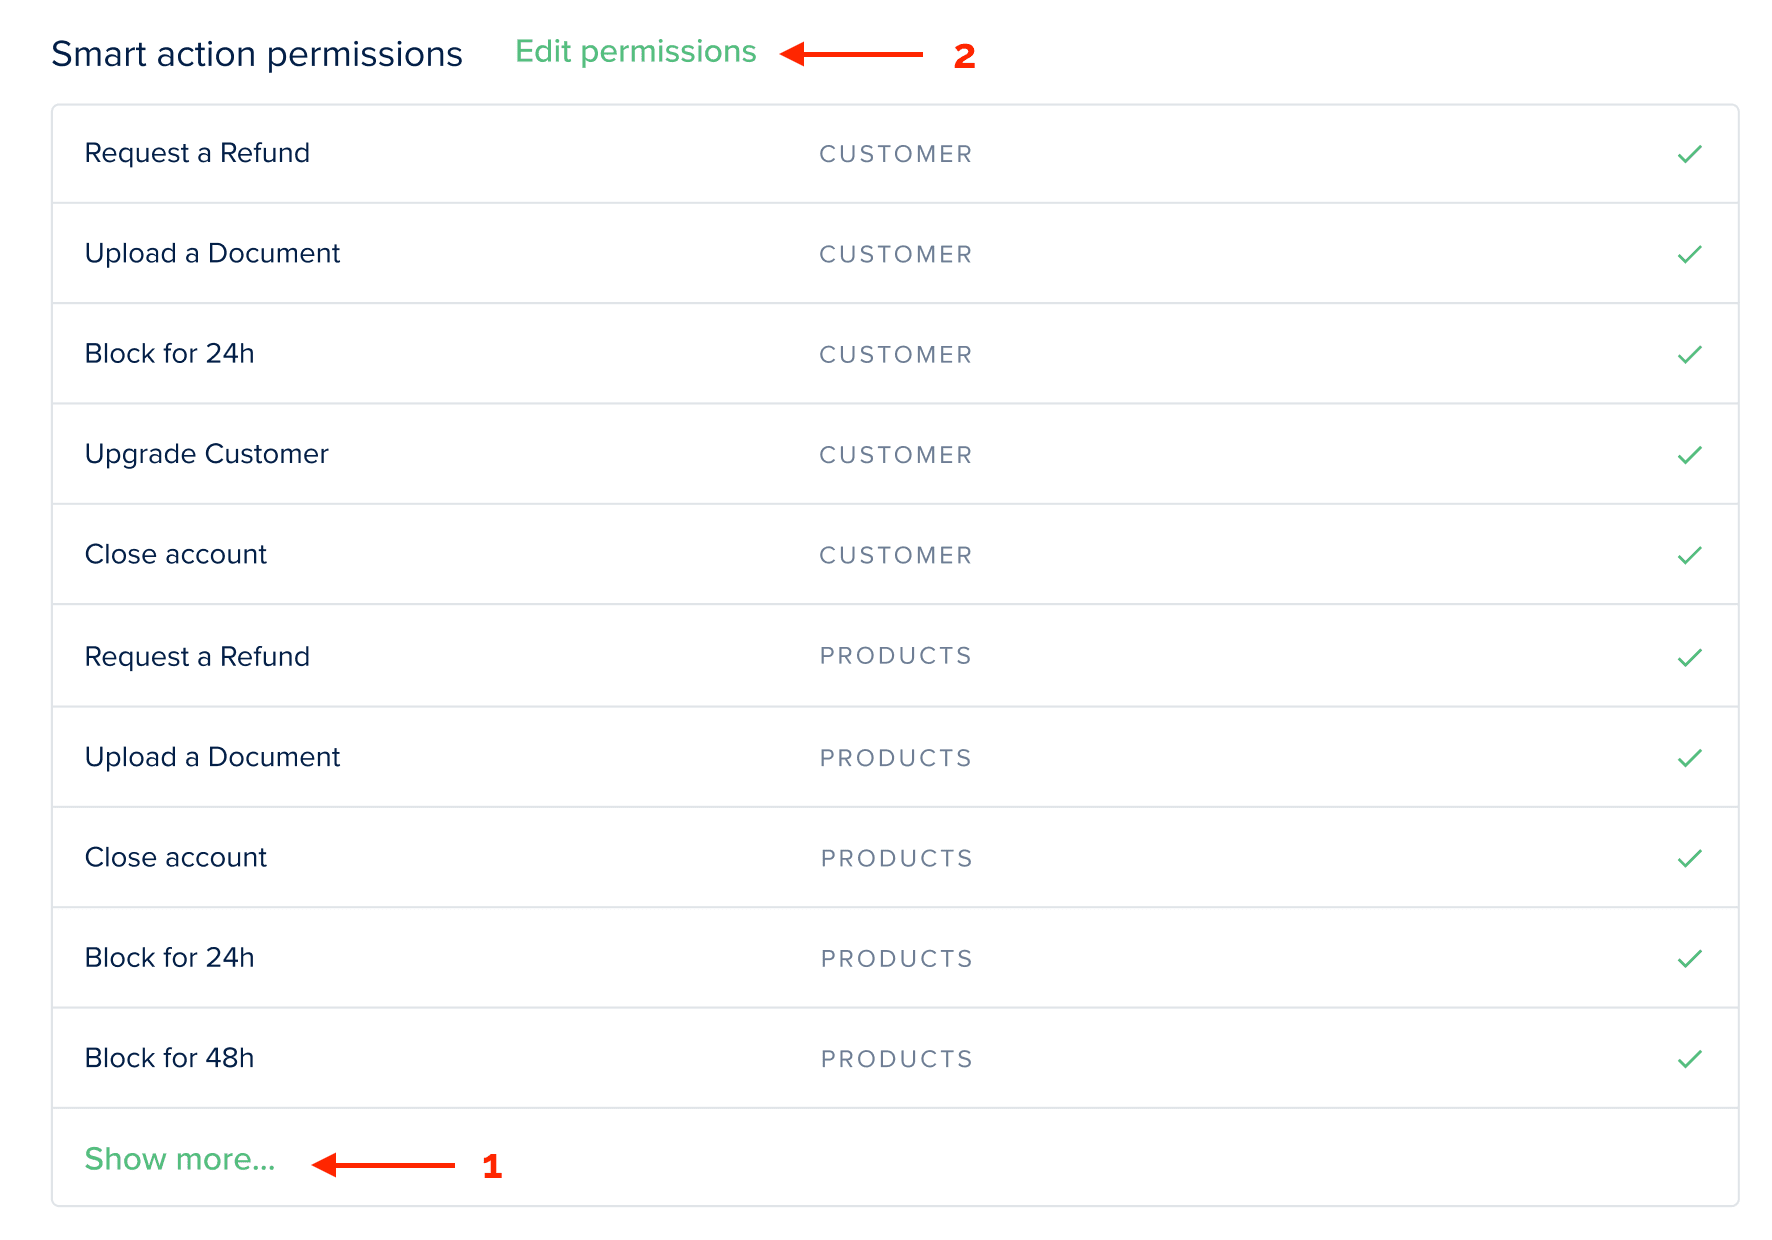 Smart action permissions Edit permissions 2
Request a Refund CUSTOMER
Upload a Document CUSTOMER
Block for 24h CUSTOMER
Upgrade Customer CUSTOMER
Close account CUSTOMER
Request a Refund PRODUCTS
Upload a Document PRODUCTS
Close account PRODUCTS
Block for 24h PRODUCTS
Block for 48h PRODUCTS
Show more... 1